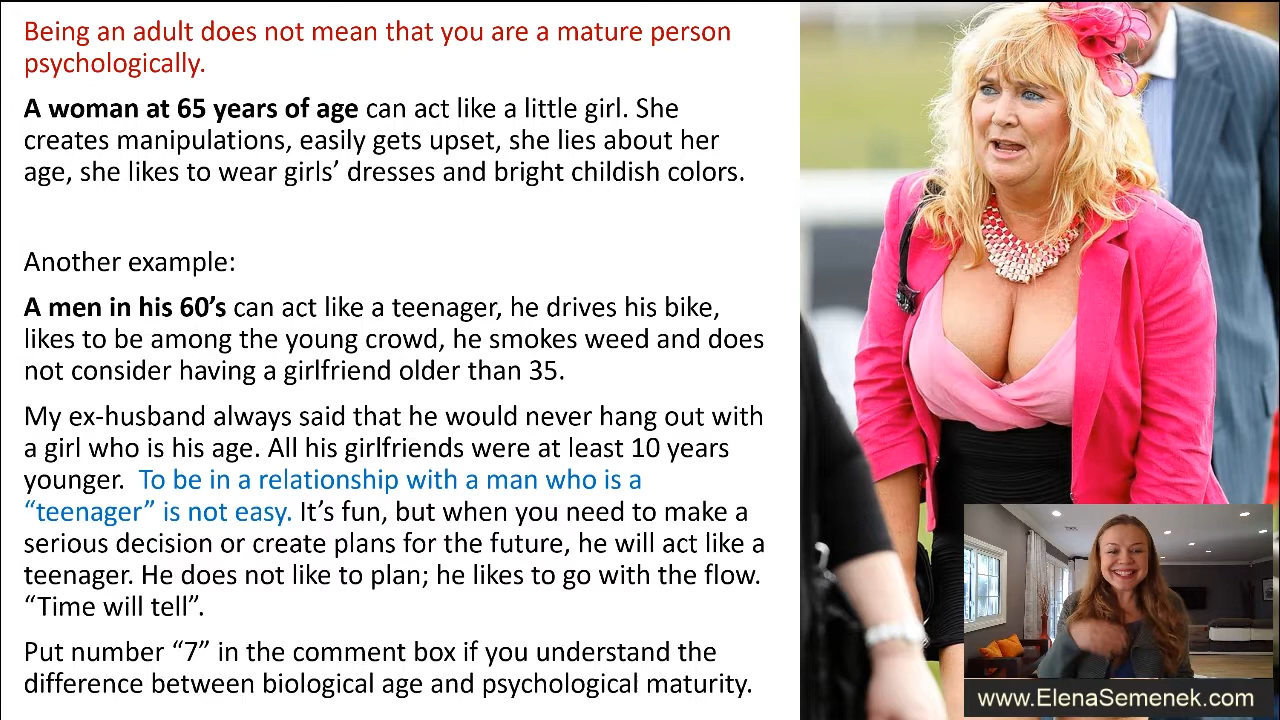 Being an adult does not mean that you are a mature person
psychologically.
A woman at 65 years of age can act like a little girl. She
creates manipulations, easily gets upset, she lies about her
age, she likes to wear girls’ dresses and bright childish colors.
Another example:
A men in his 60’s can act like a teenager, he drives his bike,
likes to be among the young crowd, he smokes weed and does
not consider having a girlfriend older than 35.
My ex-husband always said that he would never hang out with
a girl who is his age. All his girlfriends were at least 10 years
younger.  To be in a relationship with a man who is a
“teenager” is not easy. It’s fun, but when you need to make a
serious decision or create plans for the future, he will act like a
teenager. He does not like to plan; he likes to go with the flow.
“Time will tell”.
Put number “7” in the comment box if you understand the
difference between biological age and psychological maturity.
www.ElenaSemenek.com